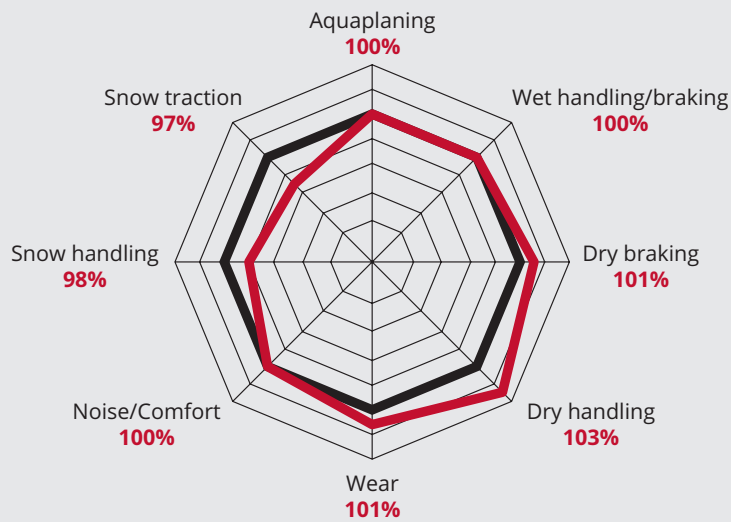 Aquaplaning
100%
Snow traction
97%
Wet handling/braking
100%
Snow handling
98%
Dry braking
101%
Noise/Comfort
100%
Dry handling
103%
Wear
101%